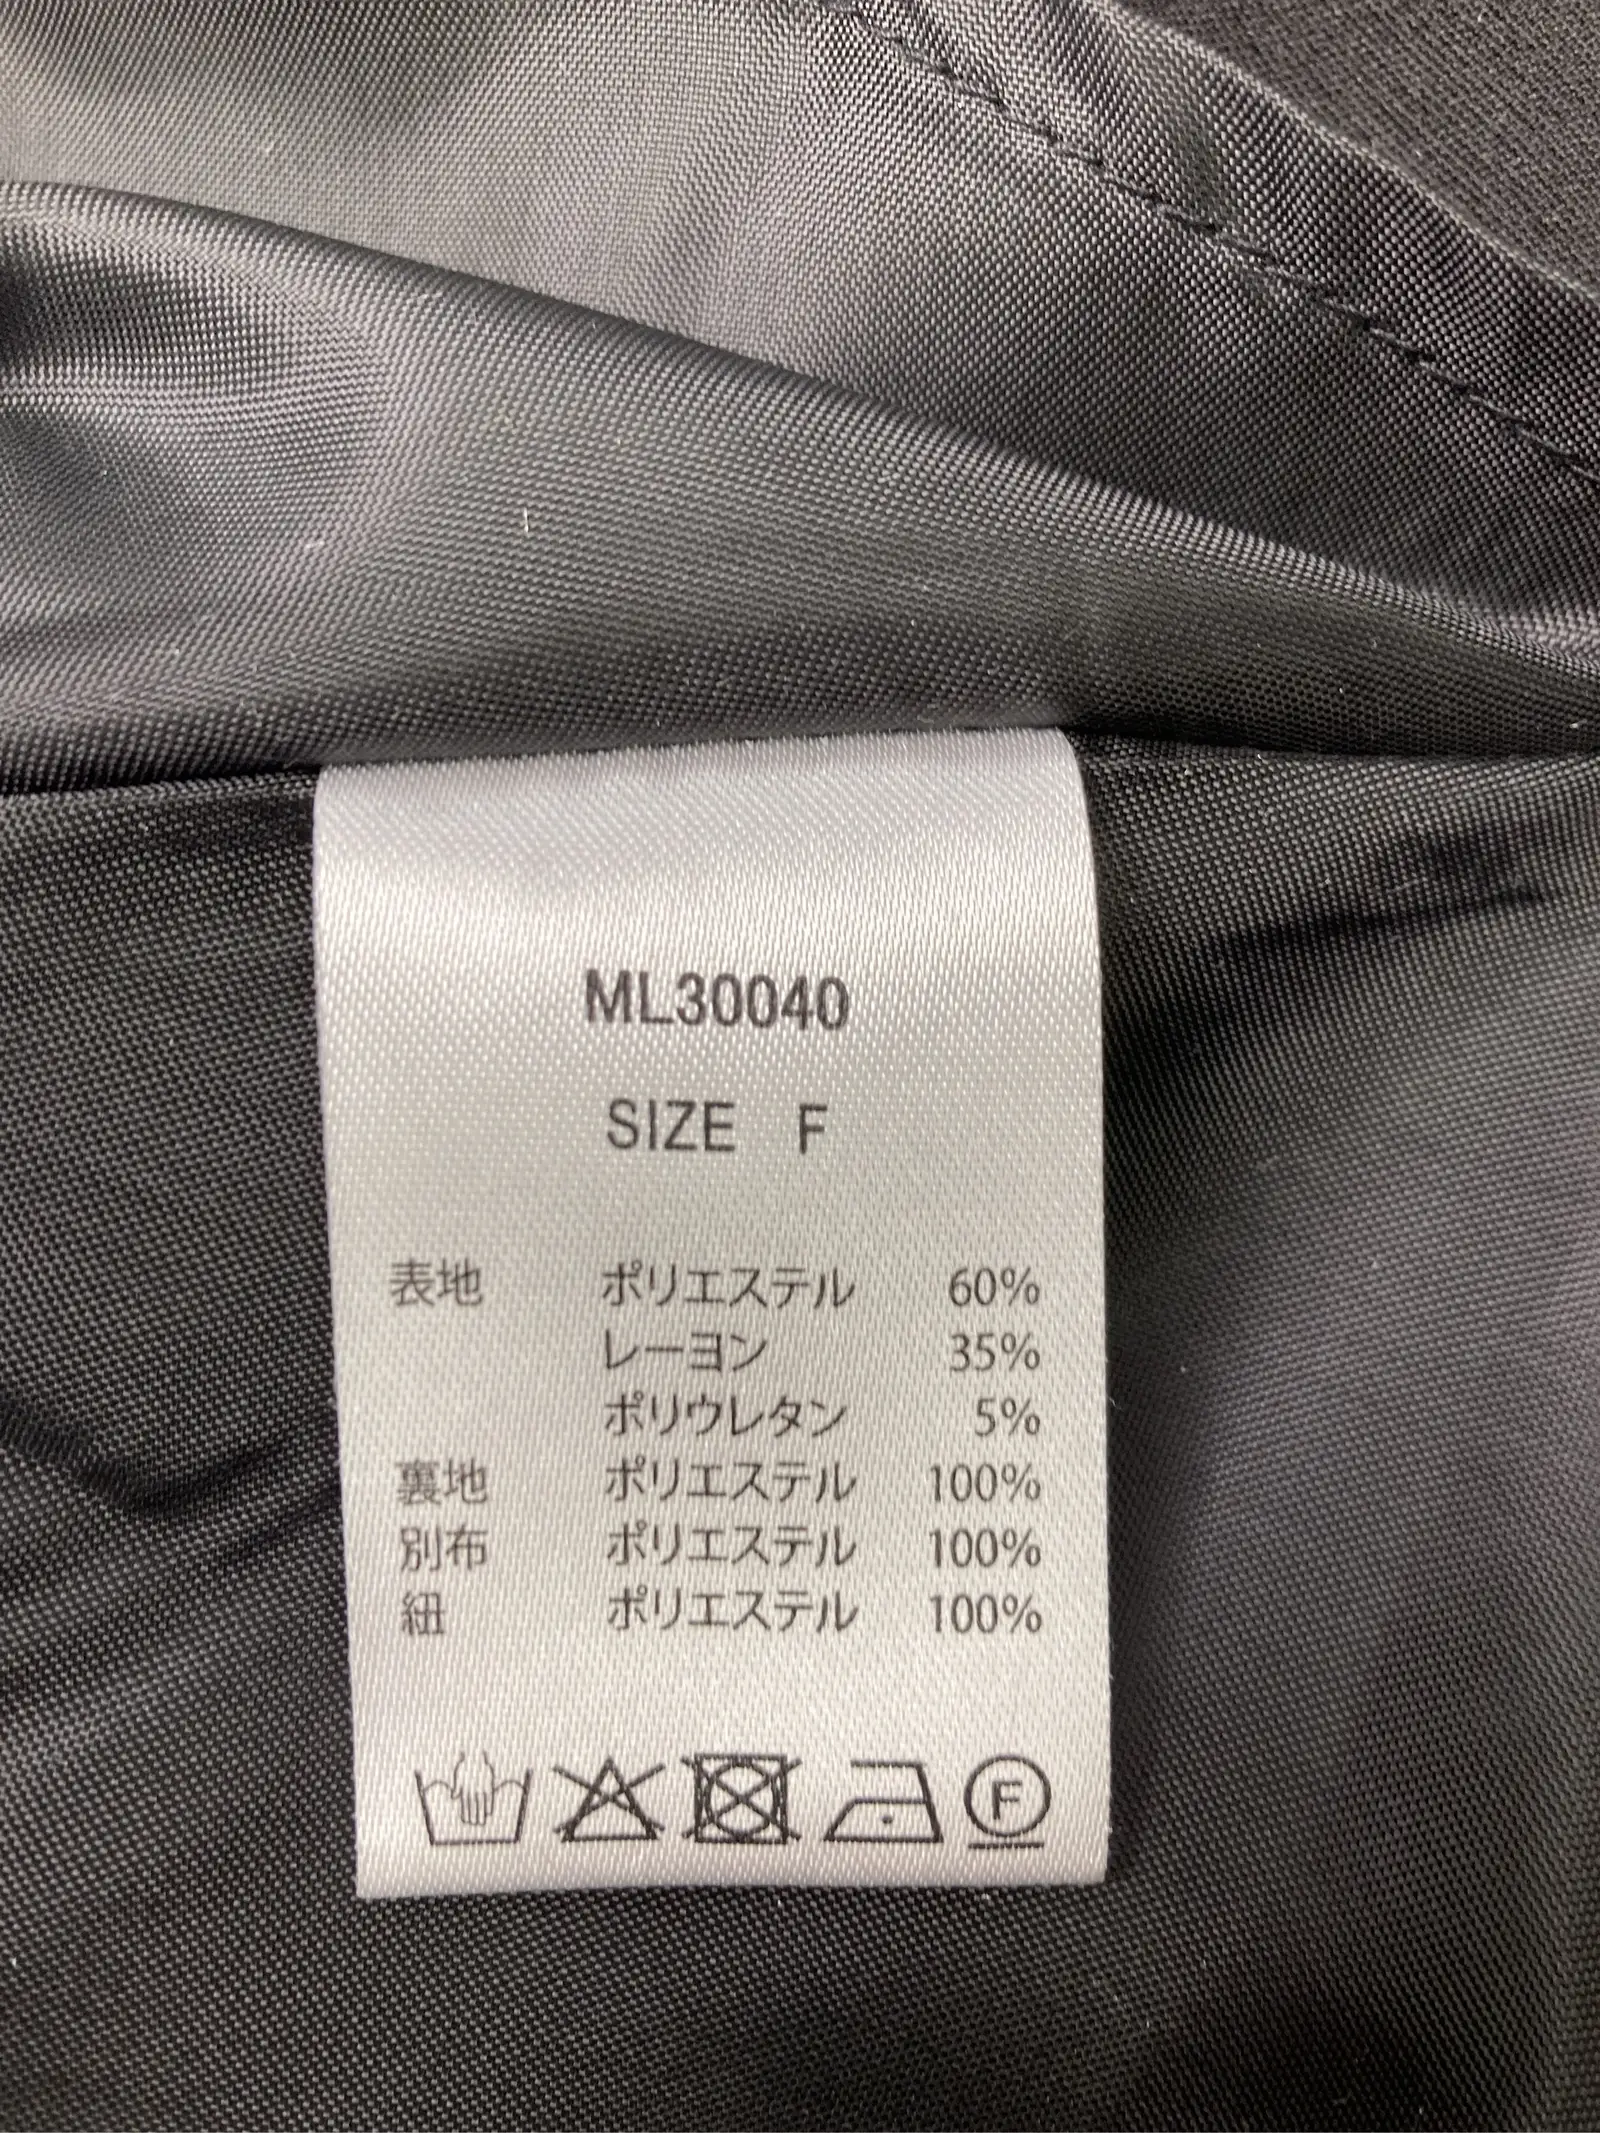 ML30040
SIZE F
表地 ポリエステル 60%
レーヨン 35%
ポリウレタン 5%
裏地 ポリエステル 100%
別布 ポリエステル 100%
紐 ポリエステル 100%
F